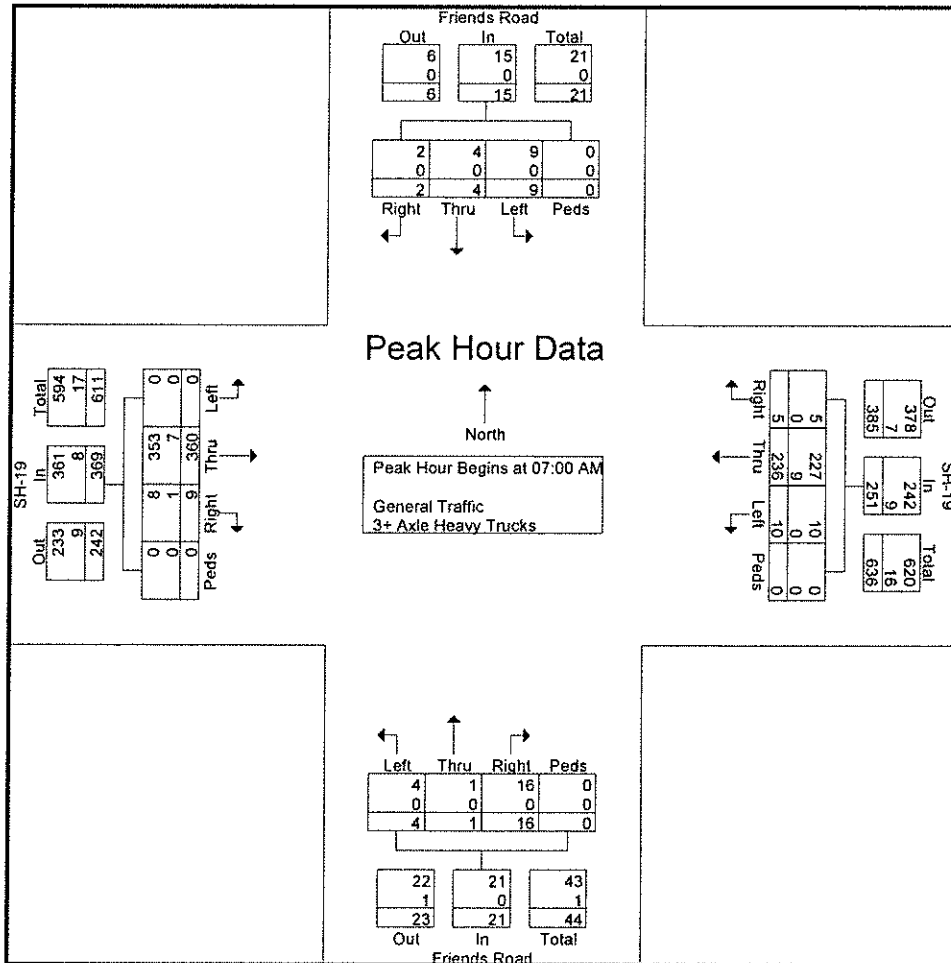 Friends Road
Out In Total
6 15 21
0 0 0
6 15 21
2 4 9 0
0 0 0 0
2 4 9 0
Right Thru Left Peds
Peak Hour Data
North
Peak Hour Begins at 07:00 AM
General Traffic
3+ Axle Heavy Trucks
SH-19
Out In Total
233 361 594
9 8 17
242 369 611
0 353 8 0
0 7 1 0
0 360 9 0
Left Thru Right Peds
SH-19
Out In Total
378 242 620
7 9 16
385 251 636
5 227 10 0
0 9 0 0
5 236 10 0
Right Thru Left Peds
Left Thru Right Peds
4 1 16 0
0 0 0 0
4 1 16 0
22 21 43
1 0 1
23 21 44
Out In Total
Friends Road